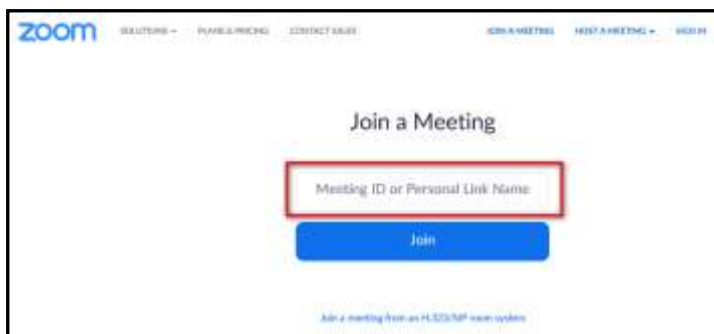 zoom SOLUTIONS PLANS & PRICING CONTACT SALES JOIN A MEETING HOST A MEETING SIGN IN
Join a Meeting
Meeting ID or Personal Link Name
Join
Join a meeting from an H.323/SIP room system